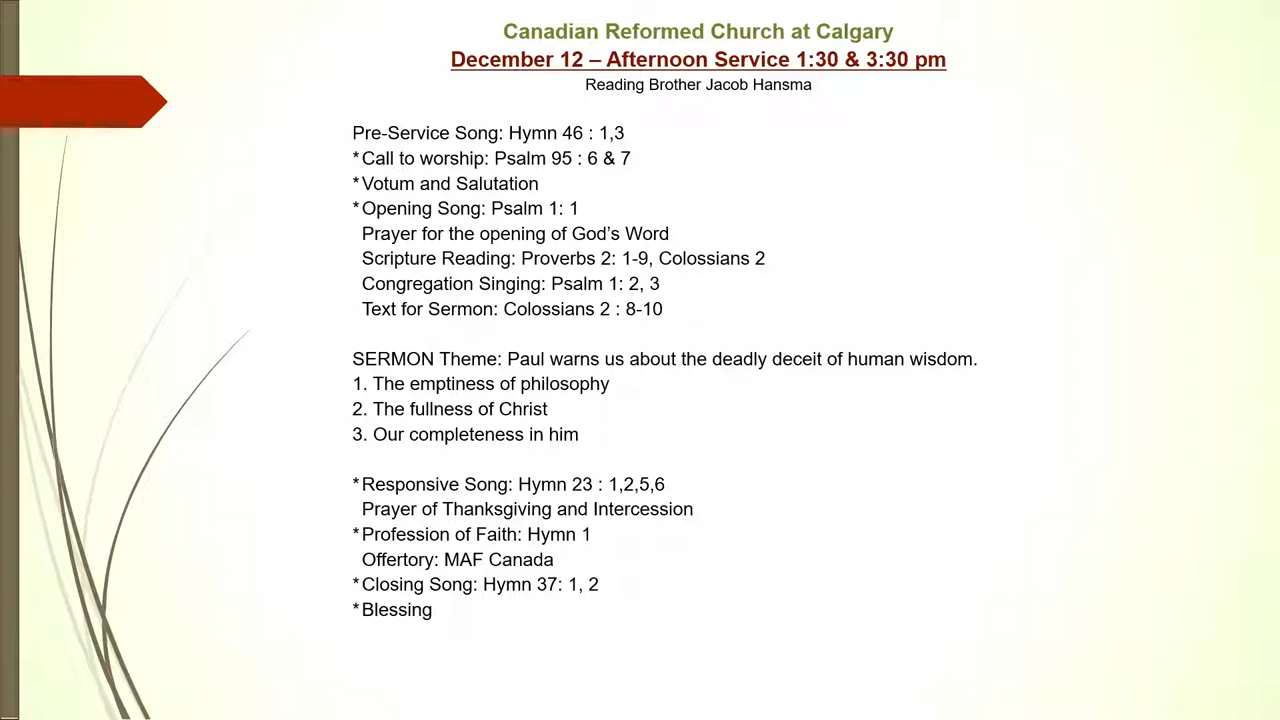 Canadian Reformed Church at Calgary
December 12 – Afternoon Service 1:30 & 3:30 pm
Reading Brother Jacob Hansma
Pre-Service Song: Hymn 46 : 1,3
*Call to worship: Psalm 95 : 6 & 7
*Votum and Salutation
*Opening Song: Psalm 1: 1
Prayer for the opening of God’s Word
Scripture Reading: Proverbs 2: 1-9, Colossians 2
Congregation Singing: Psalm 1: 2, 3
Text for Sermon: Colossians 2 : 8-10
SERMON Theme: Paul warns us about the deadly deceit of human wisdom.
1. The emptiness of philosophy
2. The fullness of Christ
3. Our completeness in him
*Responsive Song: Hymn 23 : 1,2,5,6
Prayer of Thanksgiving and Intercession
*Profession of Faith: Hymn 1
Offertory: MAF Canada
*Closing Song: Hymn 37: 1, 2
*Blessing